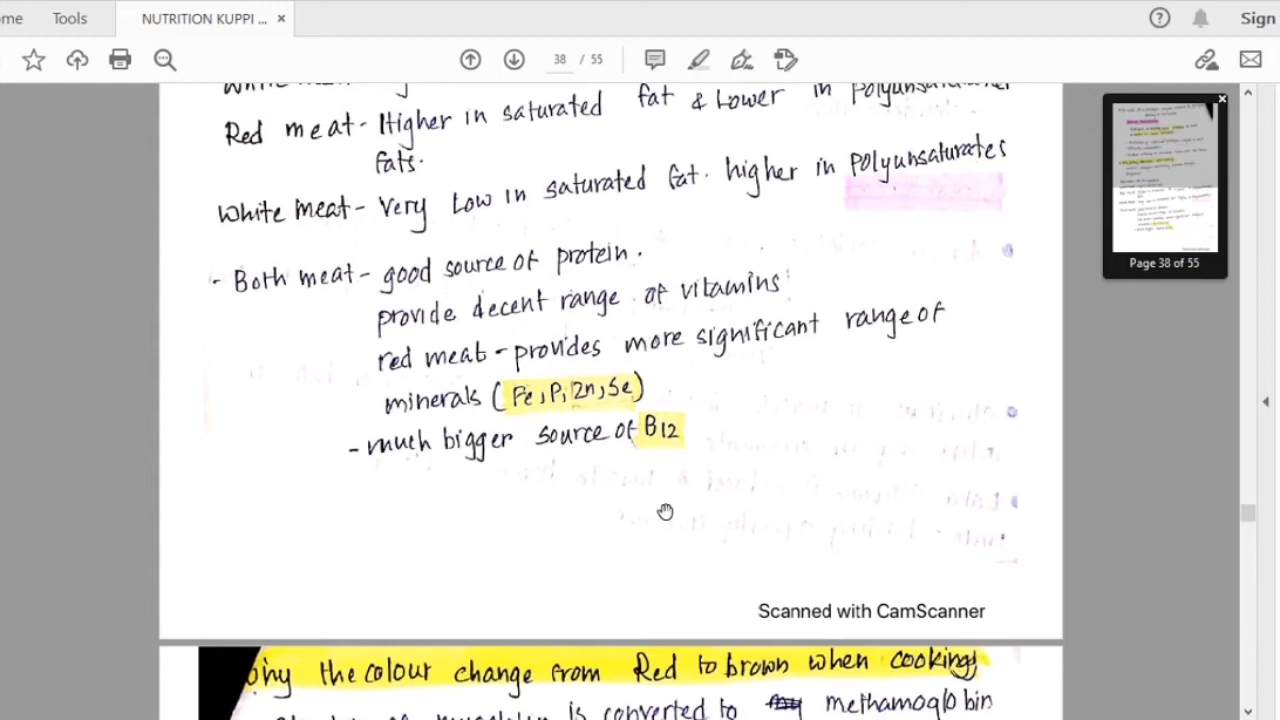 ome Tools NUTRITION KUPPI ... × Sign
38 / 55
Red meat - Higher in saturated fat & Lower in polyunsaturated
fats.
White meat - Very Low in saturated fat. higher in polyunsaturates
- Both meat - good source of protein.
provide decent range of vitamins
red meat - provides more significant range of
minerals (Fe, P, Zn, Se)
- much bigger source of B12
Scanned with CamScanner
Page 38 of 55
why the colour change from Red to brown when cooking
is converted to methamoglobin